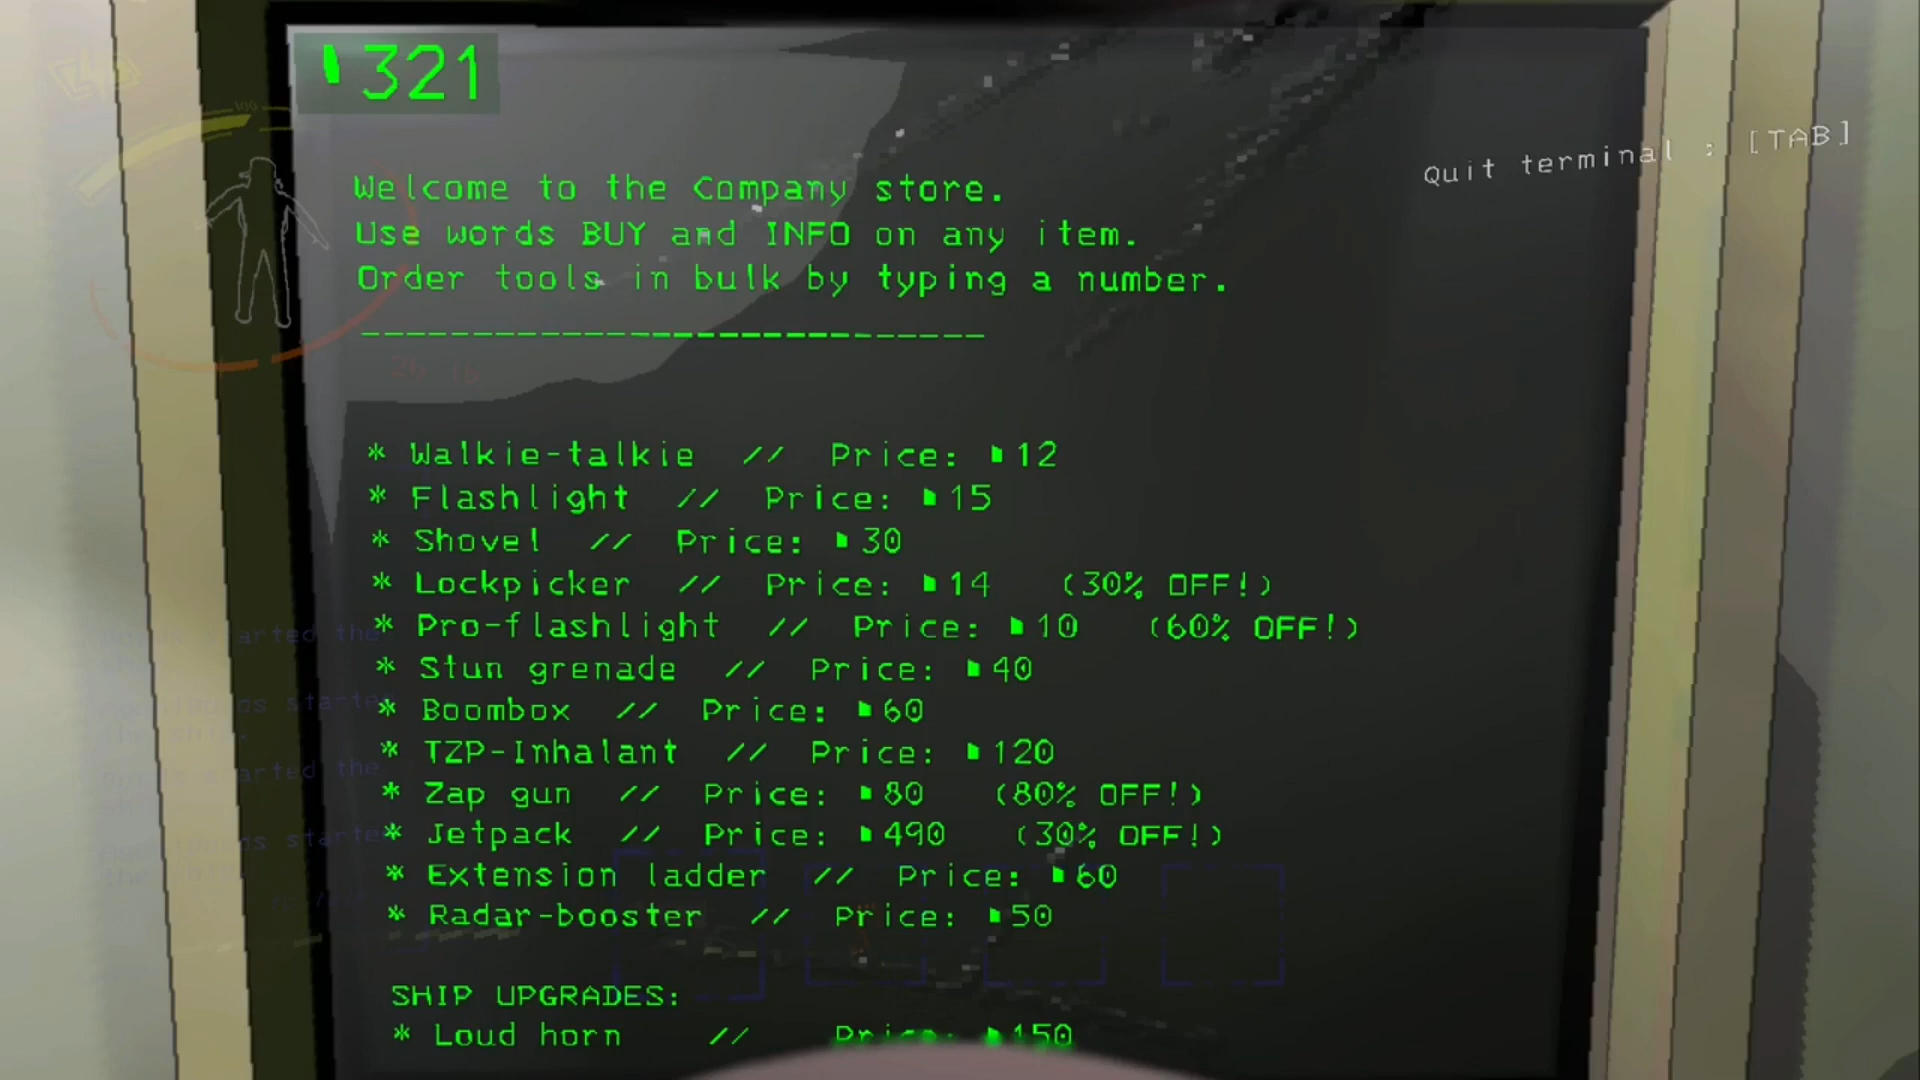 321
Quit terminal : [TAB]
Welcome to the Company store.
Use words BUY and INFO on any item.
Order tools in bulk by typing a number.
----------------------------
* Walkie-talkie // Price: ▮12
* Flashlight // Price: ▮15
* Shovel // Price: ▮30
* Lockpicker // Price: ▮14 (30% OFF!)
* Pro-flashlight // Price: ▮10 (60% OFF!)
* Stun grenade // Price: ▮40
* Boombox // Price: ▮60
* TZP-Inhalant // Price: ▮120
* Zap gun // Price: ▮80 (80% OFF!)
* Jetpack // Price: ▮490 (30% OFF!)
* Extension ladder // Price: ▮60
* Radar-booster // Price: ▮50
SHIP UPGRADES:
* Loud horn // Price: ▮150